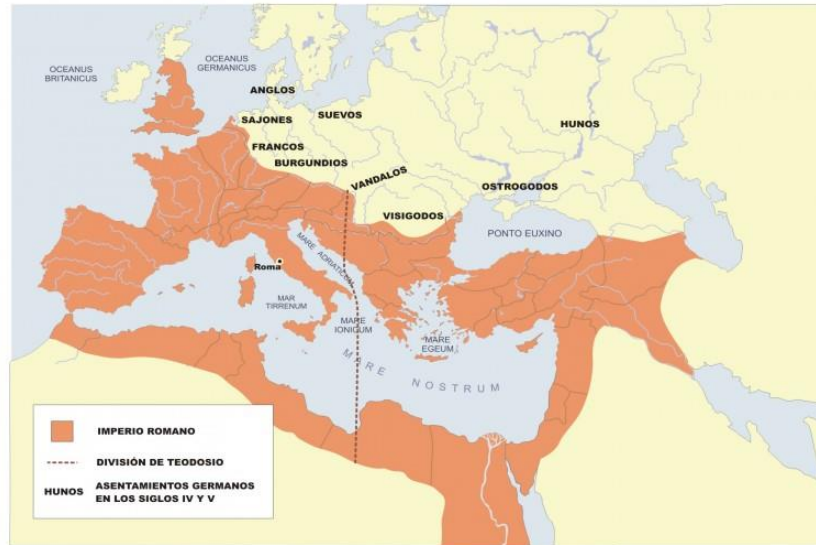 OCEANUS
BRITANICUS
OCEANUS
GERMANICUS
ANGLOS
SAJONES
SUEVOS
HUNOS
FRANCOS
BURGUNDIOS
VANDALOS
OSTROGODOS
VISIGODOS
PONTO EUXINO
MARE ADRIATICUM
Roma
MAR
TIRRENUM
MARE
IONICUM
MARE
EGEUM
MARE NOSTRUM
IMPERIO ROMANO
DIVISIÓN DE TEODOSIO
HUNOS
ASENTAMIENTOS GERMANOS
EN LOS SIGLOS IV Y V